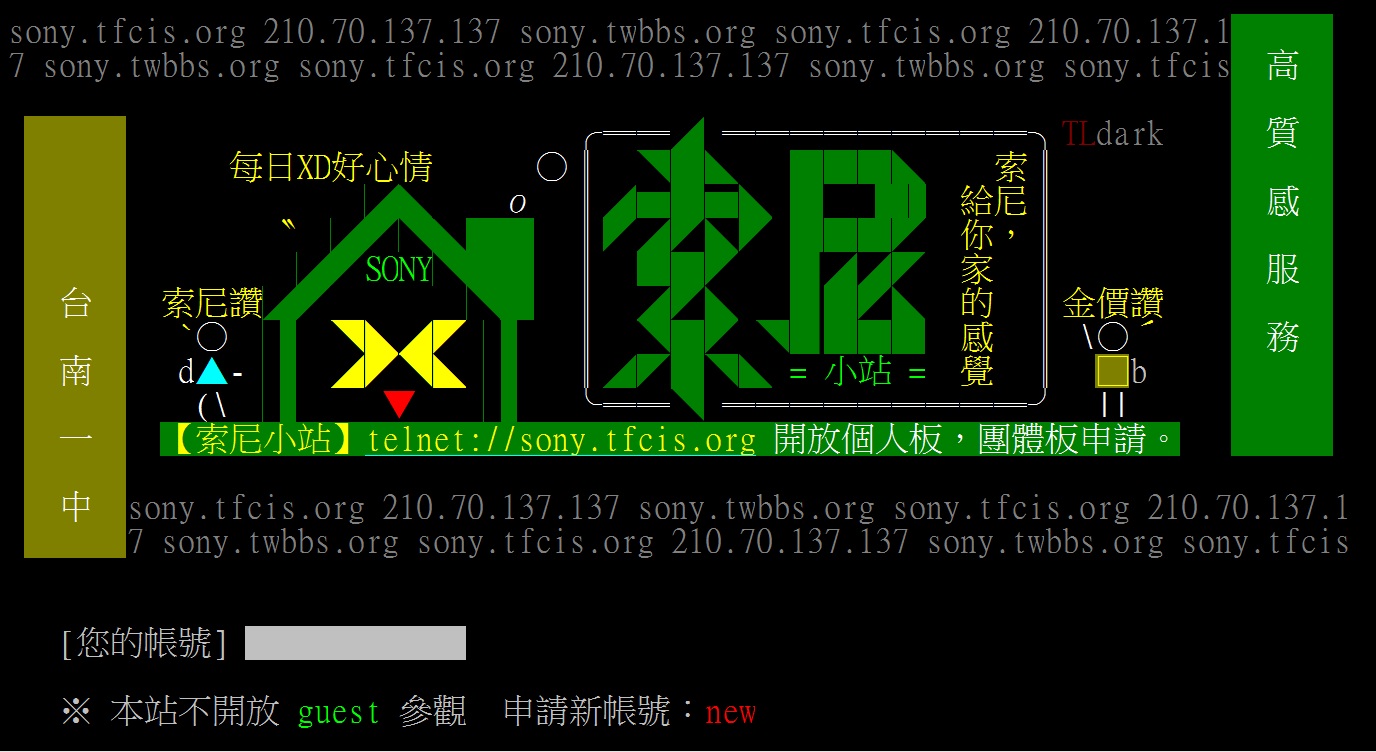 sony.tfcis.org 210.70.137.137 sony.twbbs.org sony.tfcis.org 210.70.137.1
7 sony.twbbs.org sony.tfcis.org 210.70.137.137 sony.twbbs.org sony.tfcis
高質感服務
台南一中
每日XD好心情
SONY
索尼讚
索尼
= 小站 =
索尼,
給你家的感覺
TLdark
金價讚
【索尼小站】telnet://sony.tfcis.org 開放個人板,團體板申請。
sony.tfcis.org 210.70.137.137 sony.twbbs.org sony.tfcis.org 210.70.137.1
7 sony.twbbs.org sony.tfcis.org 210.70.137.137 sony.twbbs.org sony.tfcis
[您的帳號]
※ 本站不開放 guest 參觀 申請新帳號:new